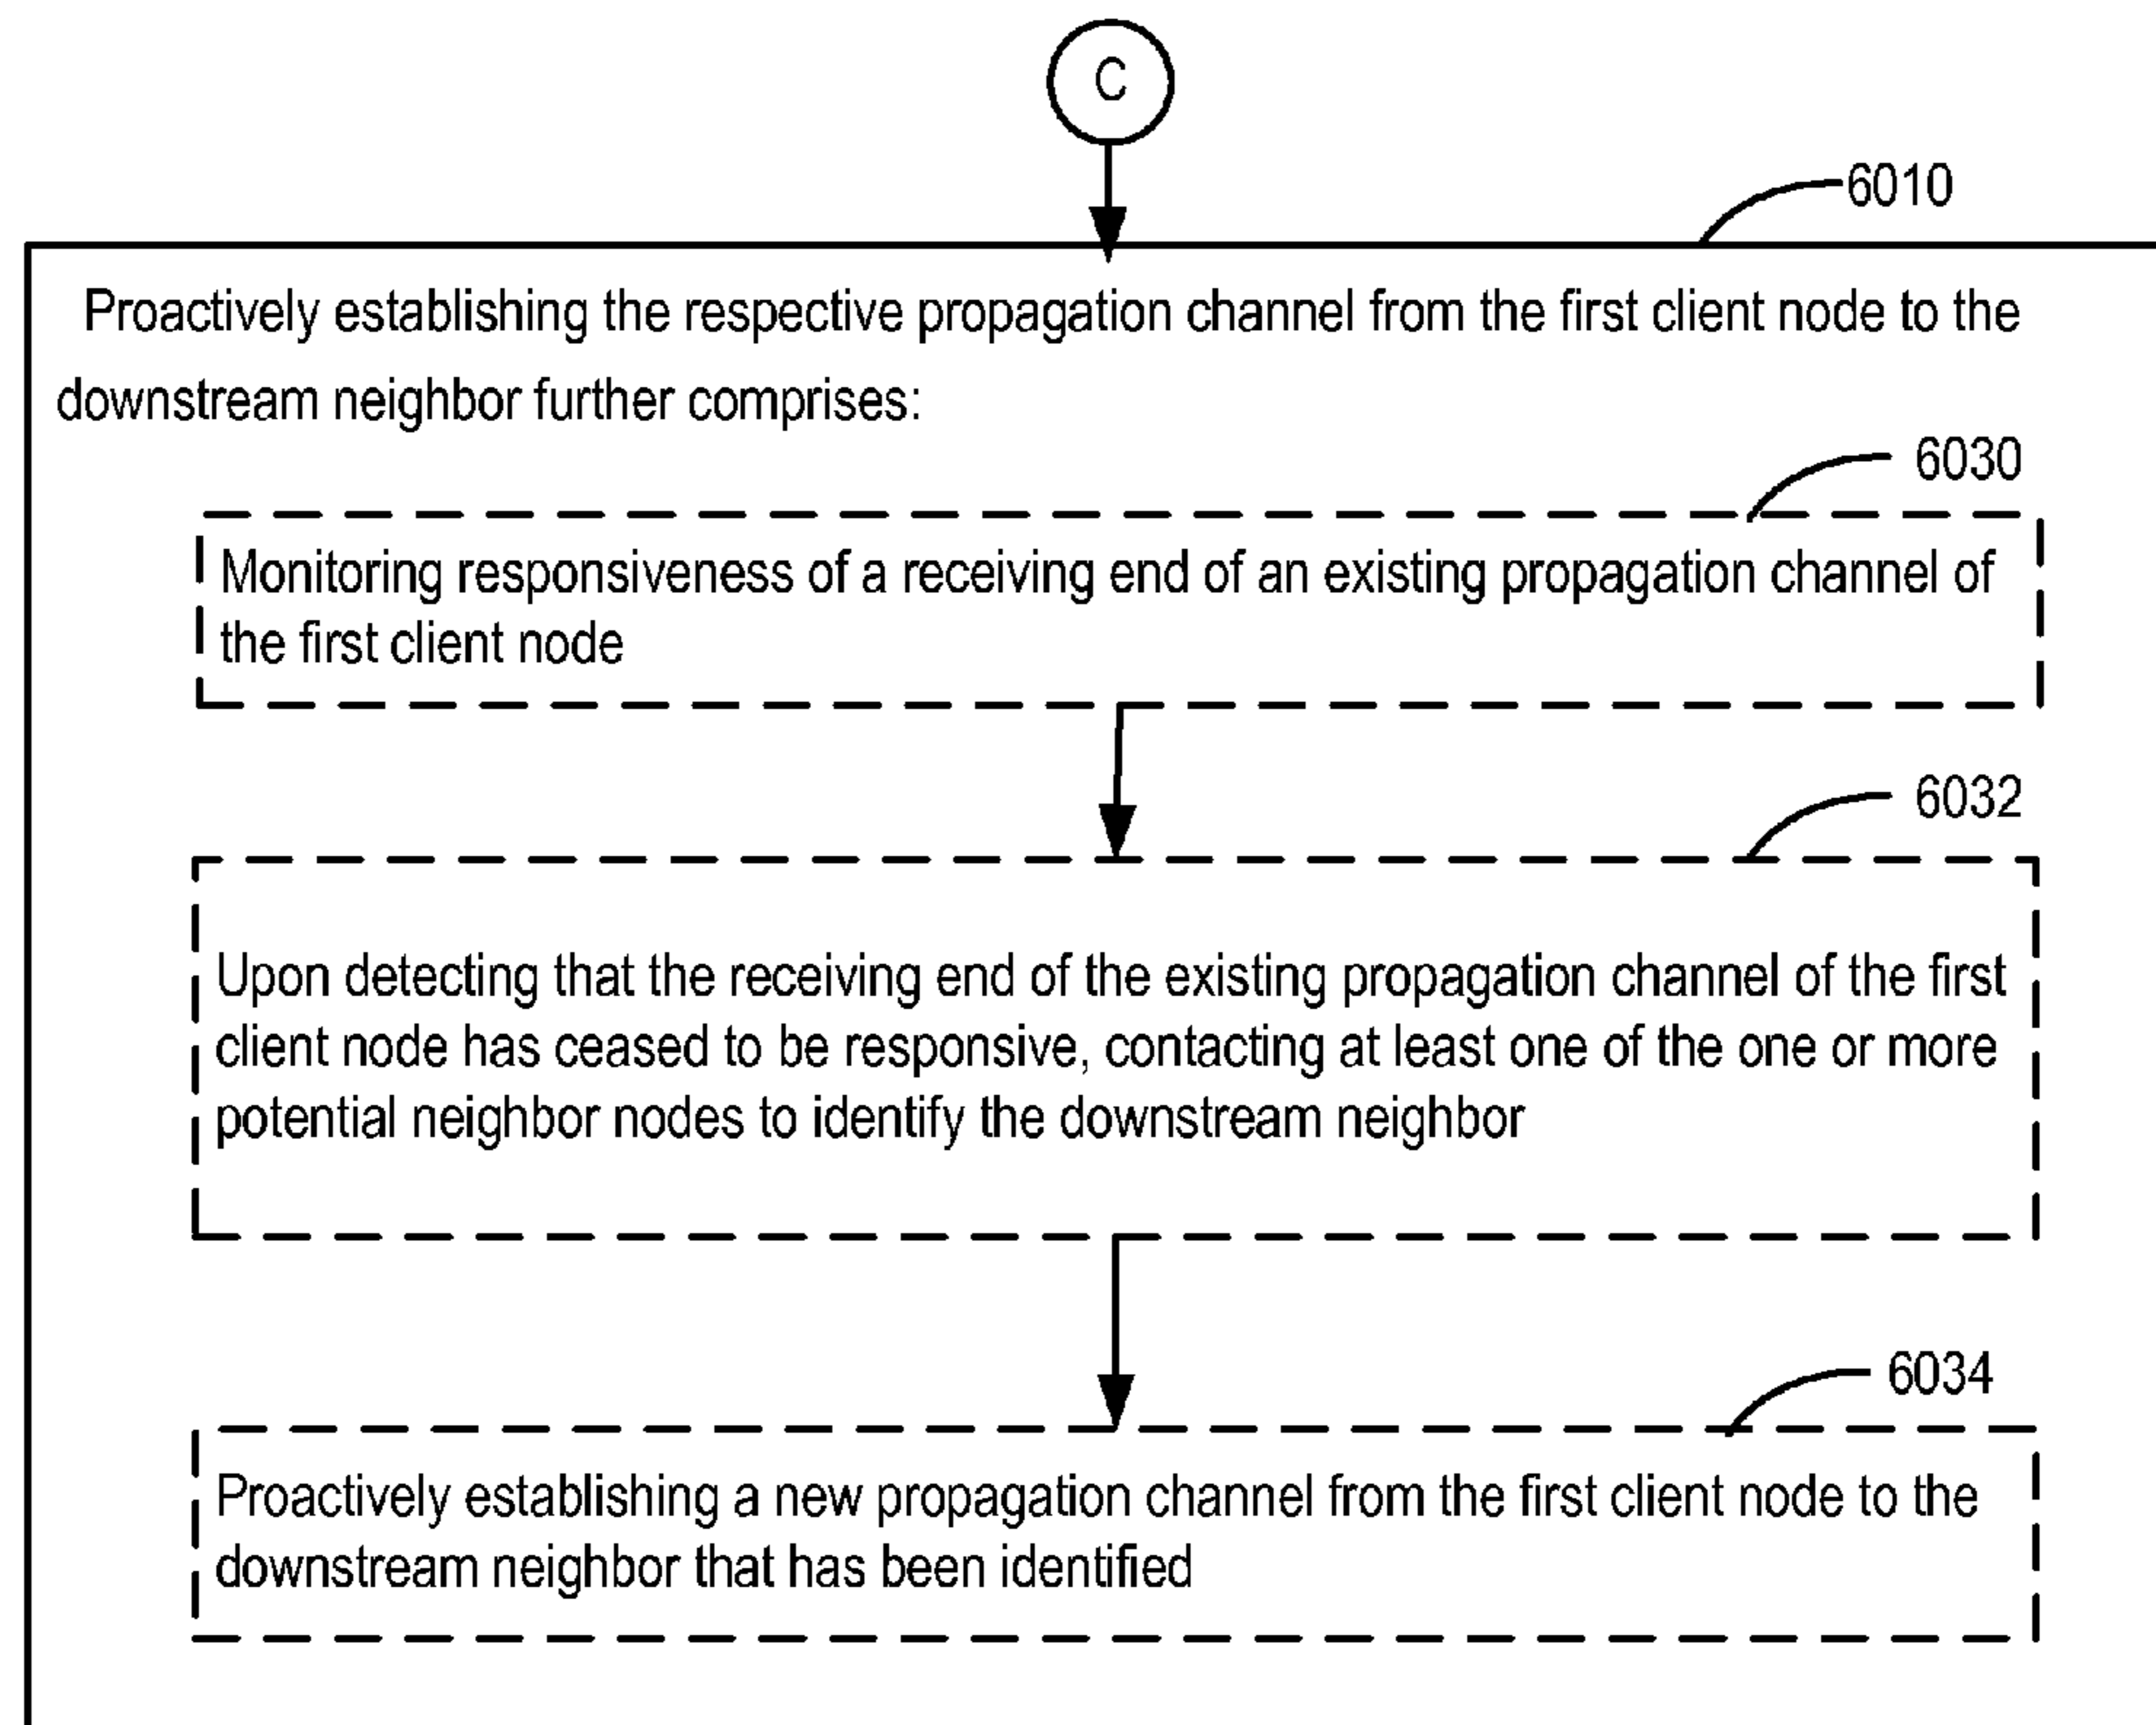 C
6010
Proactively establishing the respective propagation channel from the first client node to the
downstream neighbor further comprises:
6030
Monitoring responsiveness of a receiving end of an existing propagation channel of
the first client node
6032
Upon detecting that the receiving end of the existing propagation channel of the first
client node has ceased to be responsive, contacting at least one of the one or more
potential neighbor nodes to identify the downstream neighbor
6034
Proactively establishing a new propagation channel from the first client node to the
downstream neighbor that has been identified